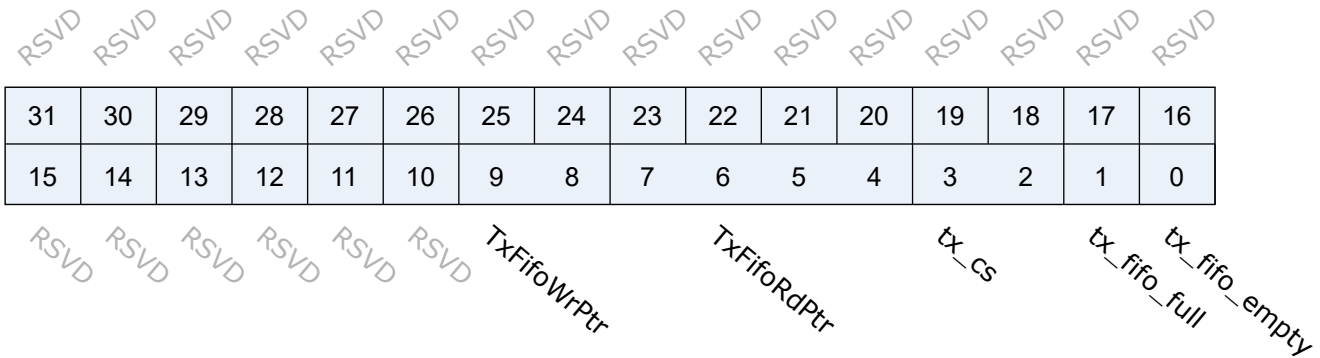 RSVD RSVD RSVD RSVD RSVD RSVD RSVD RSVD RSVD RSVD RSVD RSVD RSVD RSVD RSVD RSVD
31 30 29 28 27 26 25 24 23 22 21 20 19 18 17 16
15 14 13 12 11 10 9 8 7 6 5 4 3 2 1 0
RSVD RSVD RSVD RSVD RSVD RSVD TxFifoWrPtr TxFifoRdPtr tx_cs tx_fifo_full tx_fifo_empty